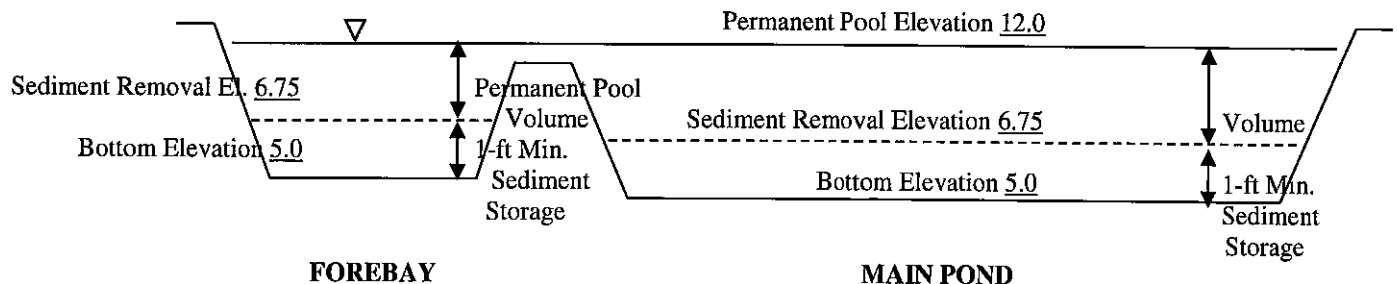 Permanent Pool Elevation 12.0
Sediment Removal El. 6.75
Permanent Pool
Volume
Sediment Removal Elevation 6.75
Volume
Bottom Elevation 5.0
1-ft Min.
Sediment
Storage
Bottom Elevation 5.0
1-ft Min.
Sediment
Storage
FOREBAY
MAIN POND